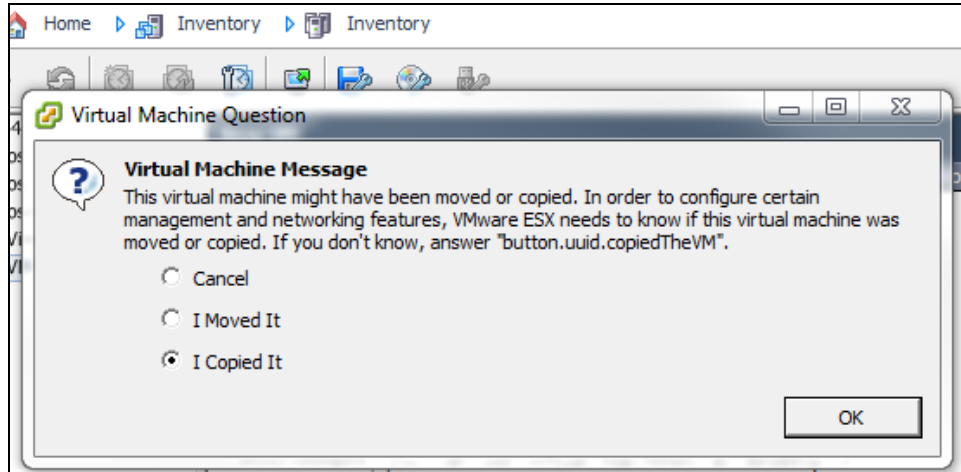 Home Inventory Inventory
Virtual Machine Question
Virtual Machine Message
This virtual machine might have been moved or copied. In order to configure certain
management and networking features, VMware ESX needs to know if this virtual machine was
moved or copied. If you don't know, answer "button.uuid.copiedTheVM".
Cancel
I Moved It
I Copied It
OK